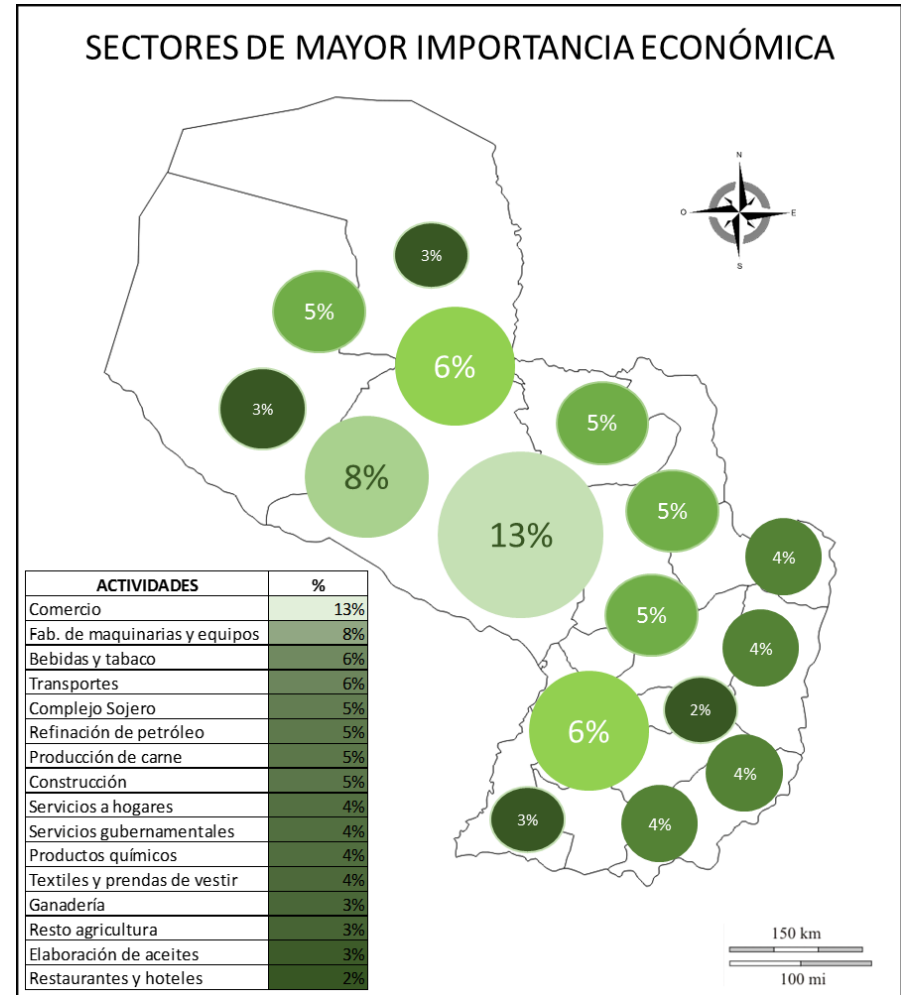 SECTORES DE MAYOR IMPORTANCIA ECONÓMICA
N
O
E
S
3%
5%
6%
3%
5%
8%
5%
13%
4%
5%
4%
2%
6%
4%
3%
4%
ACTIVIDADES %
Comercio 13%
Fab. de maquinarias y equipos 8%
Bebidas y tabaco 6%
Transportes 6%
Complejo Sojero 5%
Refinación de petróleo 5%
Producción de carne 5%
Construcción 5%
Servicios a hogares 4%
Servicios gubernamentales 4%
Productos químicos 4%
Textiles y prendas de vestir 4%
Ganadería 3%
Resto agricultura 3%
Elaboración de aceites 3%
Restaurantes y hoteles 2%
150 km
100 mi